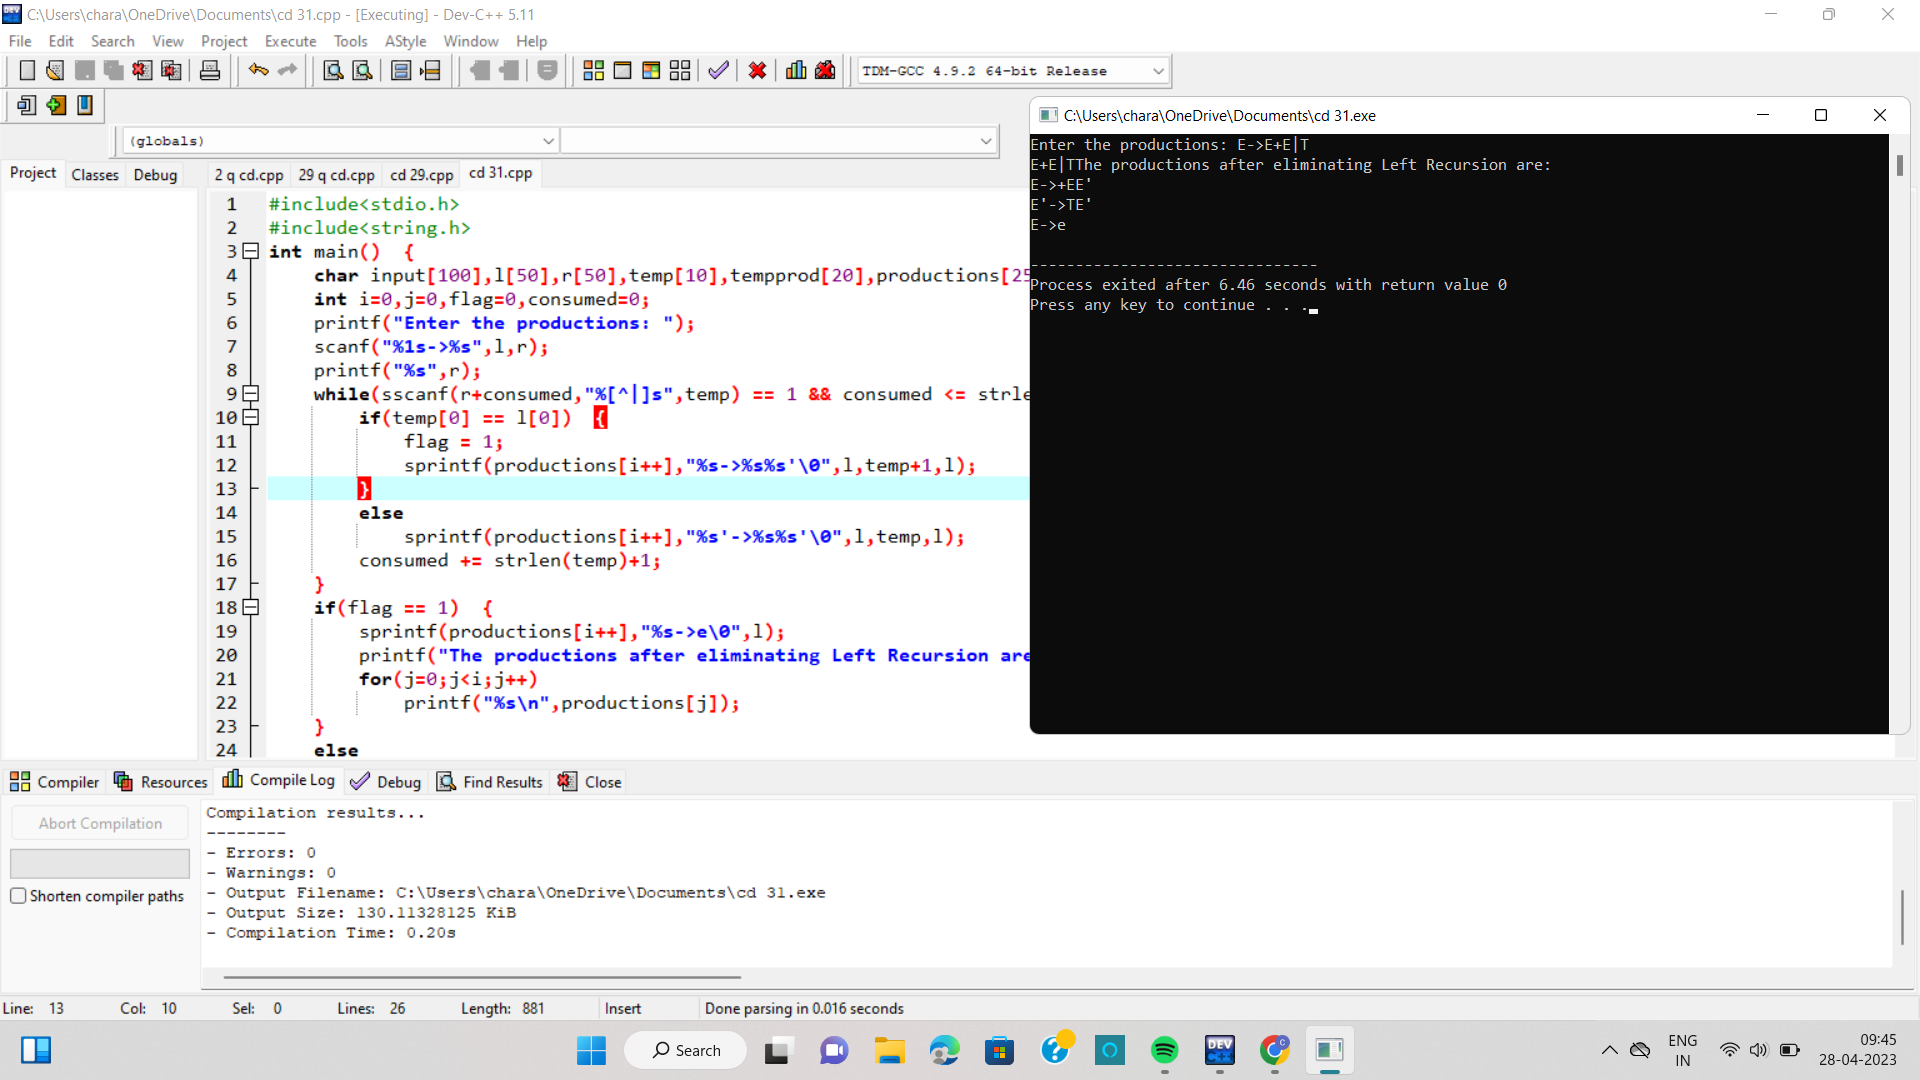 C:\Users\chara\OneDrive\Documents\cd 31.cpp - [Executing] - Dev-C++ 5.11
File Edit Search View Project Execute Tools AStyle Window Help
TDM-GCC 4.9.2 64-bit Release
(globals)
Project Classes Debug
2 q cd.cpp 29 q cd.cpp cd 29.cpp cd 31.cpp
1 #include<stdio.h>
2 #include<string.h>
3 int main() {
4 char input[100],l[50],r[50],temp[10],tempprod[20],productions[25
5 int i=0,j=0,flag=0,consumed=0;
6 printf("Enter the productions: ");
7 scanf("%1s->%s",l,r);
8 printf("%s",r);
9 while(sscanf(r+consumed,"%[^|]s",temp) == 1 && consumed <= strle
10 if(temp[0] == l[0]) {
11 flag = 1;
12 sprintf(productions[i++],"%s->%s%s'\0",l,temp+1,l);
13 }
14 else
15 sprintf(productions[i++],"%s'->%s%s'\0",l,temp,l);
16 consumed += strlen(temp)+1;
17 }
18 if(flag == 1) {
19 sprintf(productions[i++],"%s->e\0",l);
20 printf("The productions after eliminating Left Recursion are
21 for(j=0;j<i;j++)
22 printf("%s\n",productions[j]);
23 }
24 else
C:\Users\chara\OneDrive\Documents\cd 31.exe
Enter the productions: E->E+E|T
E+E|TThe productions after eliminating Left Recursion are:
E->+EE'
E'->TE'
E->e
--------------------------------
Process exited after 6.46 seconds with return value 0
Press any key to continue . . .
Compiler Resources Compile Log Debug Find Results Close
Abort Compilation
Shorten compiler paths
Compilation results...
--------
- Errors: 0
- Warnings: 0
- Output Filename: C:\Users\chara\OneDrive\Documents\cd 31.exe
- Output Size: 130.11328125 KiB
- Compilation Time: 0.20s
Line: 13 Col: 10 Sel: 0 Lines: 26 Length: 881 Insert Done parsing in 0.016 seconds
Search
DEV C++
ENG
IN
09:45
28-04-2023